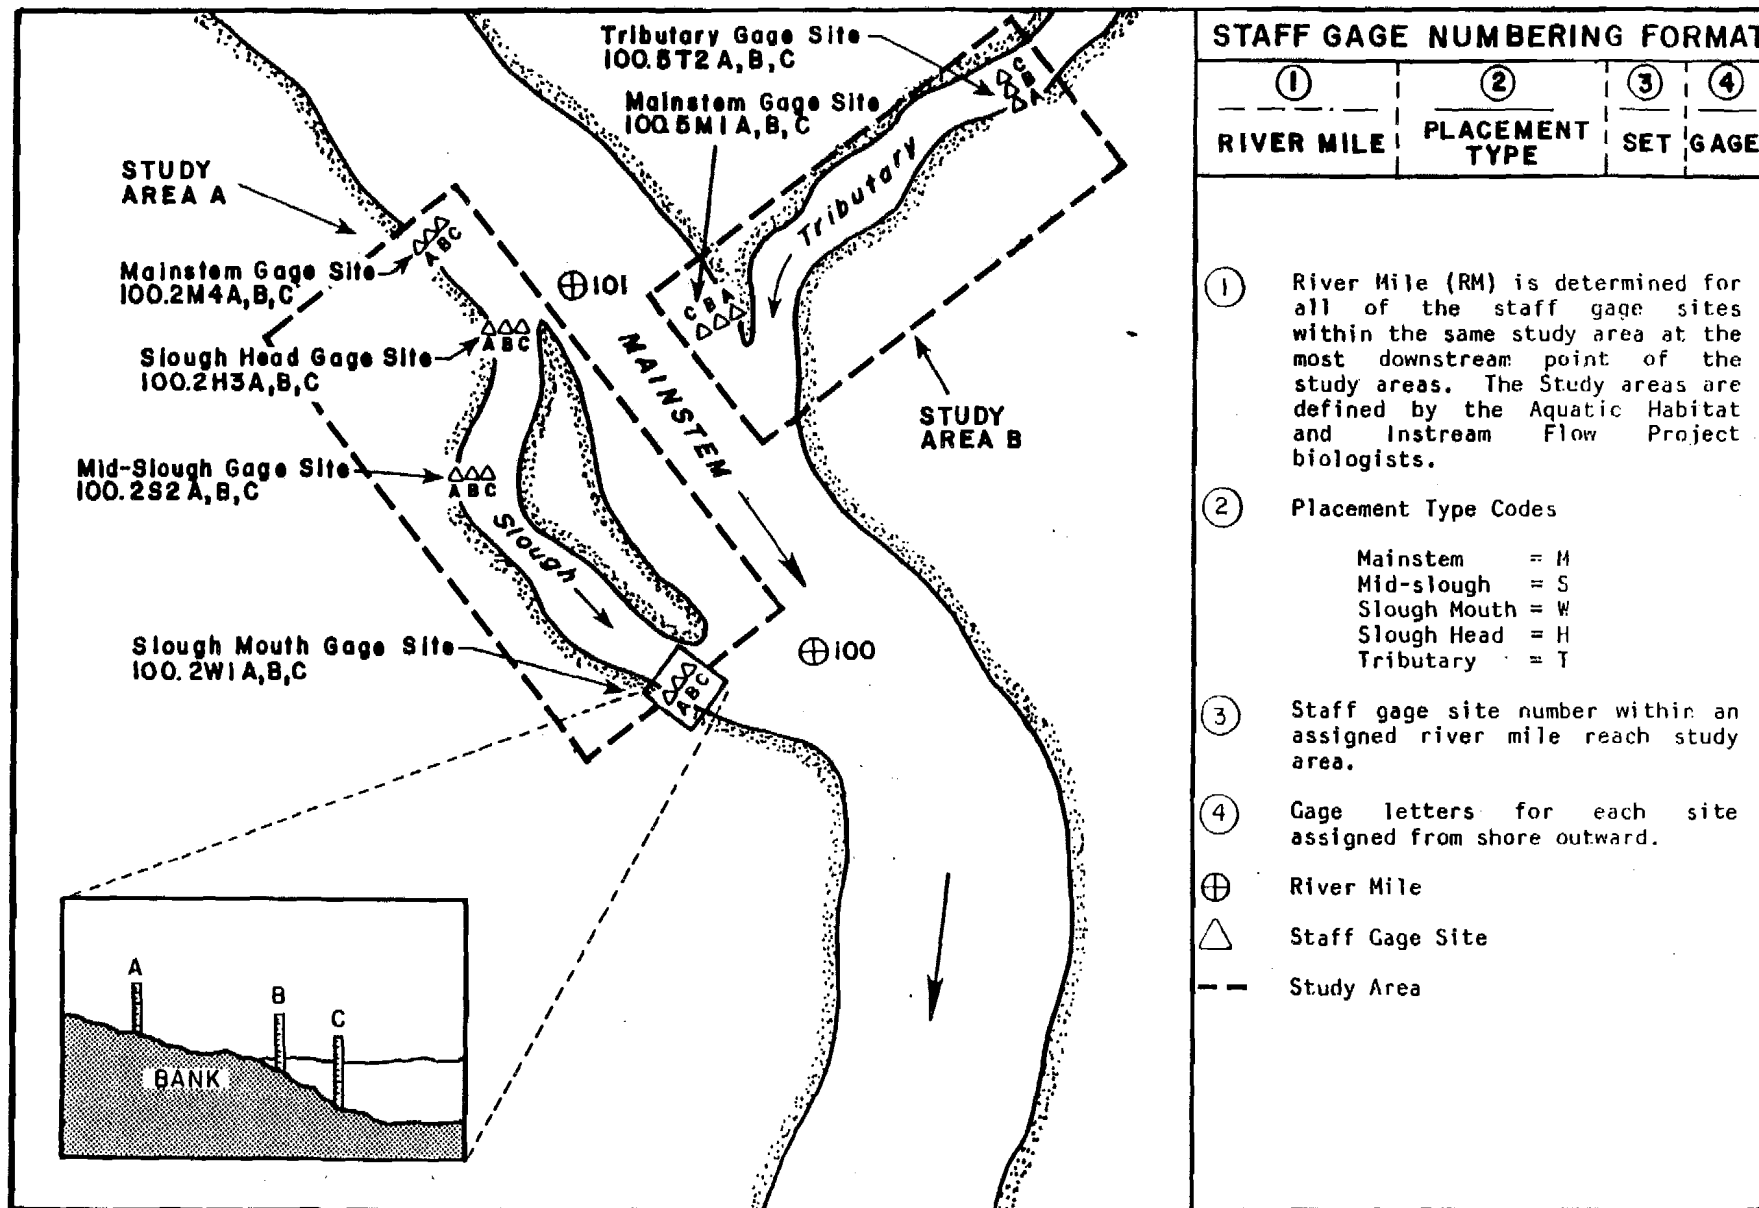 Tributary Gage Site
100.5T2 A,B,C
Mainstem Gage Site
100.5M1A,B,C
C
B
A
STUDY
AREA A
Tributary
A B C
Mainstem Gage Site
100.2M4A,B,C
101
C B A
Slough Head Gage Site
100.2H3A,B,C
A B C
MAINSTEM
STUDY
AREA B
Mid-Slough Gage Site
100.2S2 A,B,C
A B C
Slough
Slough Mouth Gage Site
100.2W1A,B,C
100
A B C
A
B
C
BANK
STAFF GAGE NUMBERING FORMAT
1 2 3 4
RIVER MILE PLACEMENT TYPE SET GAGE
1 River Mile (RM) is determined for
all of the staff gage sites
within the same study area at the
most downstream point of the
study areas. The Study areas are
defined by the Aquatic Habitat
and Instream Flow Project
biologists.
2 Placement Type Codes
Mainstem = M
Mid-slough = S
Slough Mouth = W
Slough Head = H
Tributary = T
3 Staff gage site number within an
assigned river mile reach study
area.
4 Gage letters for each site
assigned from shore outward.
River Mile
Staff Gage Site
Study Area